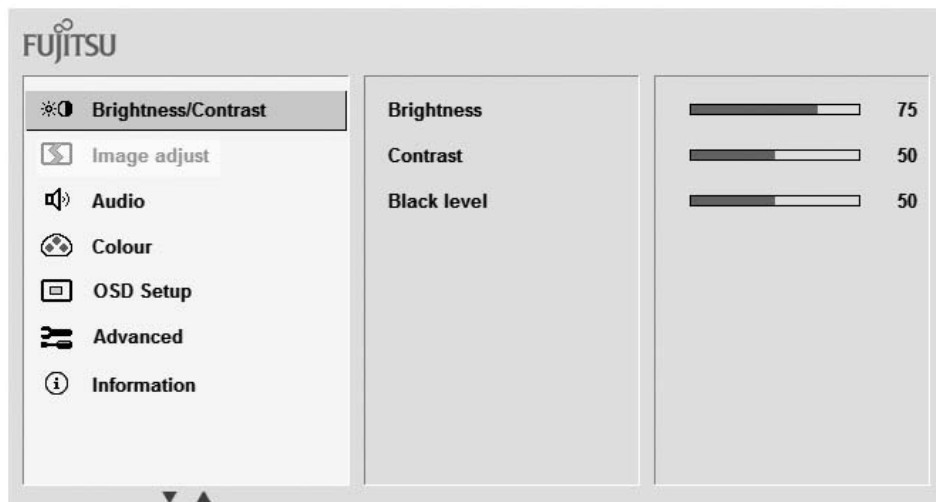 FUJITSU
Brightness/Contrast
Image adjust
Audio
Colour
OSD Setup
Advanced
Information
Brightness
Contrast
Black level
75
50
50